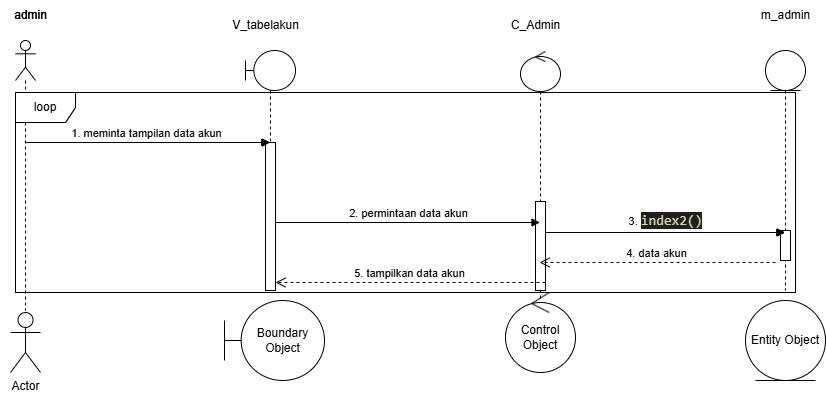 admin
V_tabelakun
C_Admin
m_admin
loop
1. meminta tampilan data akun
2. permintaan data akun
3. index2()
4. data akun
5. tampilkan data akun
Boundary
Object
Control
Object
Entity Object
Actor